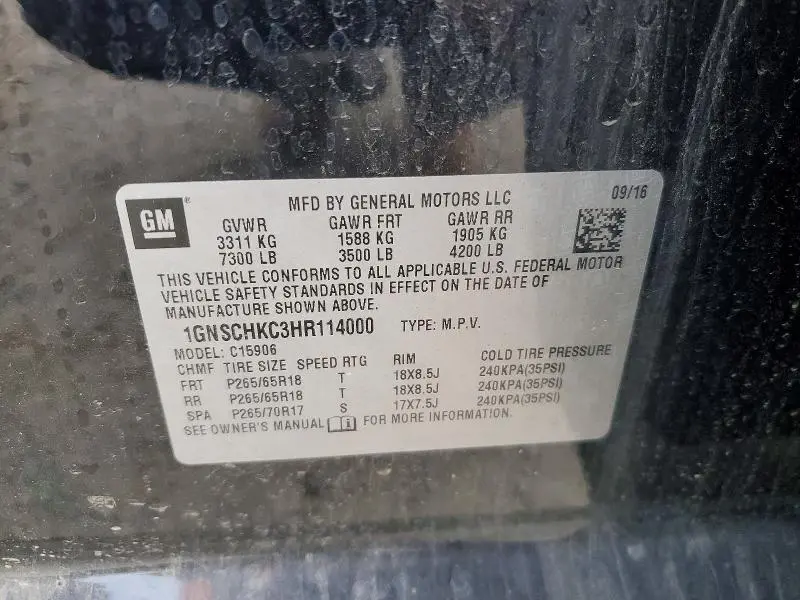 GM®
MFD BY GENERAL MOTORS LLC 09/16
GVWR GAWR FRT GAWR RR
3311 KG 1588 KG 1905 KG
7300 LB 3500 LB 4200 LB
THIS VEHICLE CONFORMS TO ALL APPLICABLE U.S. FEDERAL MOTOR
VEHICLE SAFETY STANDARDS IN EFFECT ON THE DATE OF
MANUFACTURE SHOWN ABOVE.
1GNSCHKC3HR114000 TYPE: M.P.V.
MODEL: C15906
CHMF TIRE SIZE SPEED RTG RIM COLD TIRE PRESSURE
FRT P265/65R18 T 18X8.5J 240KPA(35PSI)
RR P265/65R18 T 18X8.5J 240KPA(35PSI)
SPA P265/70R17 S 17X7.5J 240KPA(35PSI)
SEE OWNER'S MANUAL FOR MORE INFORMATION.